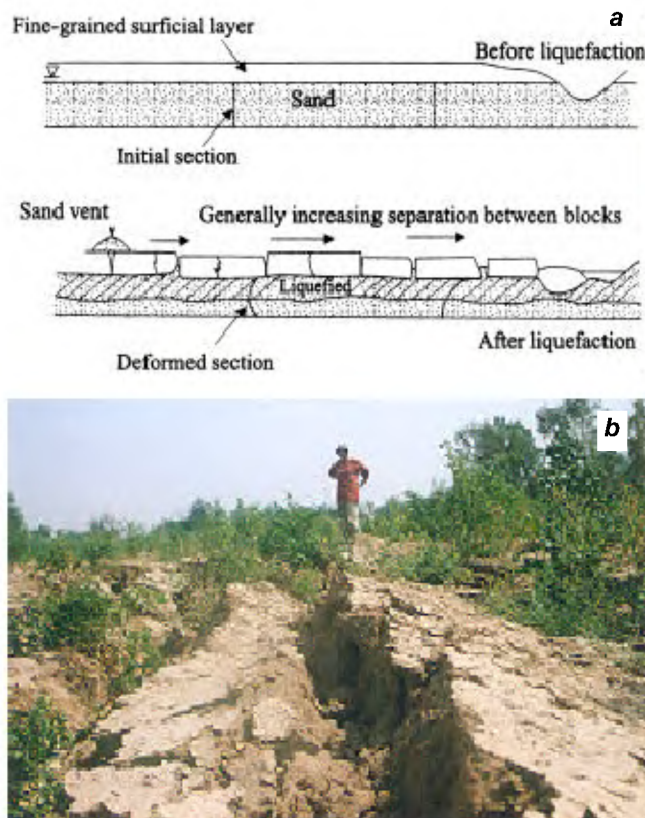 a
Fine-grained surficial layer
Before liquefaction
Sand
Initial section
Sand vent
Generally increasing separation between blocks
Liquefied
Deformed section
After liquefaction
b